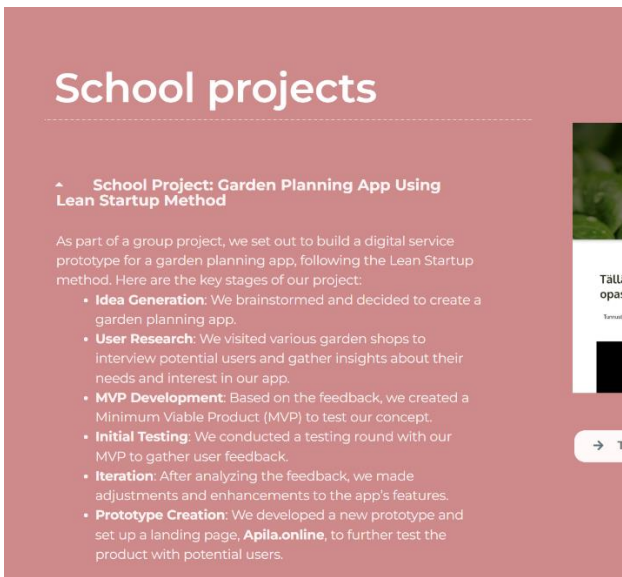 School projects
School Project: Garden Planning App Using
Lean Startup Method
As part of a group project, we set out to build a digital service
prototype for a garden planning app, following the Lean Startup
method. Here are the key stages of our project:
• Idea Generation: We brainstormed and decided to create a
garden planning app.
• User Research: We visited various garden shops to
interview potential users and gather insights about their
needs and interest in our app.
• MVP Development: Based on the feedback, we created a
Minimum Viable Product (MVP) to test our concept.
• Initial Testing: We conducted a testing round with our
MVP to gather user feedback.
• Iteration: After analyzing the feedback, we made
adjustments and enhancements to the app's features.
• Prototype Creation: We developed a new prototype and
set up a landing page, Apila.online, to further test the
product with potential users.
Täll
opas
→ T